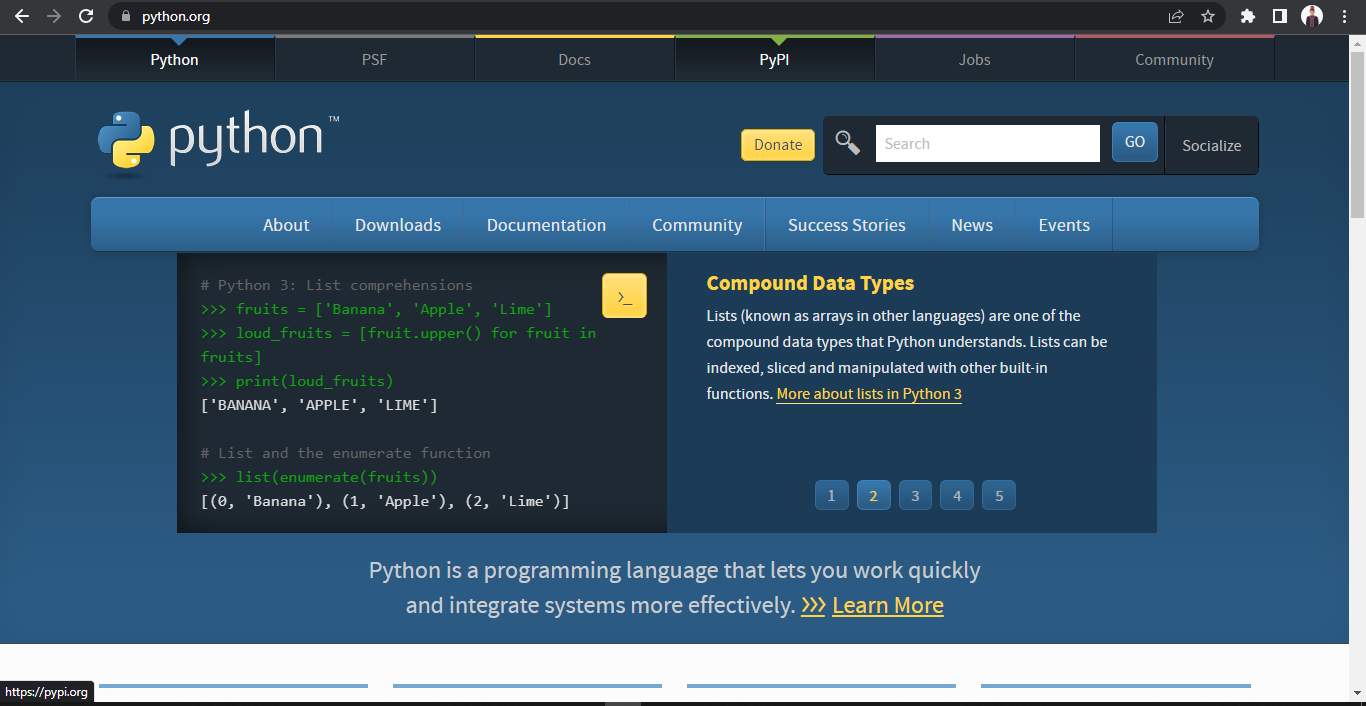 python.org
Python PSF Docs PyPI Jobs Community
python™
Donate Search GO Socialize
About Downloads Documentation Community Success Stories News Events
# Python 3: List comprehensions
>>> fruits = ['Banana', 'Apple', 'Lime']
>>> loud_fruits = [fruit.upper() for fruit in
fruits]
>>> print(loud_fruits)
['BANANA', 'APPLE', 'LIME']
# List and the enumerate function
>>> list(enumerate(fruits))
[(0, 'Banana'), (1, 'Apple'), (2, 'Lime')]
>_
Compound Data Types
Lists (known as arrays in other languages) are one of the
compound data types that Python understands. Lists can be
indexed, sliced and manipulated with other built-in
functions. More about lists in Python 3
1 2 3 4 5
Python is a programming language that lets you work quickly
and integrate systems more effectively. >>> Learn More
https://pypi.org